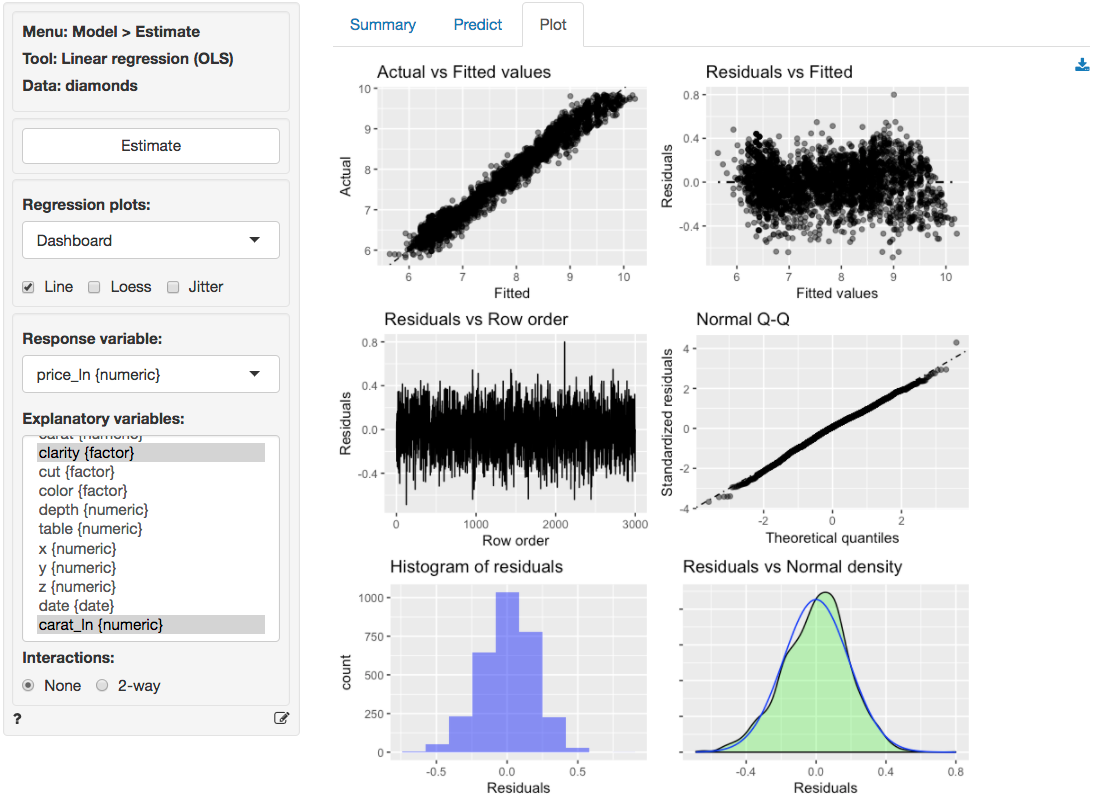 Menu: Model > Estimate
Tool: Linear regression (OLS)
Data: diamonds
Estimate
Regression plots:
Dashboard
Line Loess Jitter
Response variable:
price_ln {numeric}
Explanatory variables:
carat {numeric}
clarity {factor}
cut {factor}
color {factor}
depth {numeric}
table {numeric}
x {numeric}
y {numeric}
z {numeric}
date {date}
carat_ln {numeric}
Interactions:
None 2-way
?
Summary Predict Plot
Actual vs Fitted values
10
9
8
7
6
Actual
6 7 8 9 10
Fitted
Residuals vs Fitted
0.8
0.4
0.0
-0.4
Residuals
6 7 8 9 10
Fitted values
Residuals vs Row order
0.8
0.4
0.0
-0.4
Residuals
0 1000 2000 3000
Row order
Normal Q-Q
4
2
0
-2
-4
Standardized residuals
-2 0 2
Theoretical quantiles
Histogram of residuals
1000
750
500
250
0
count
-0.5 0.0 0.5
Residuals
Residuals vs Normal density
-0.4 0.0 0.4 0.8
Residuals